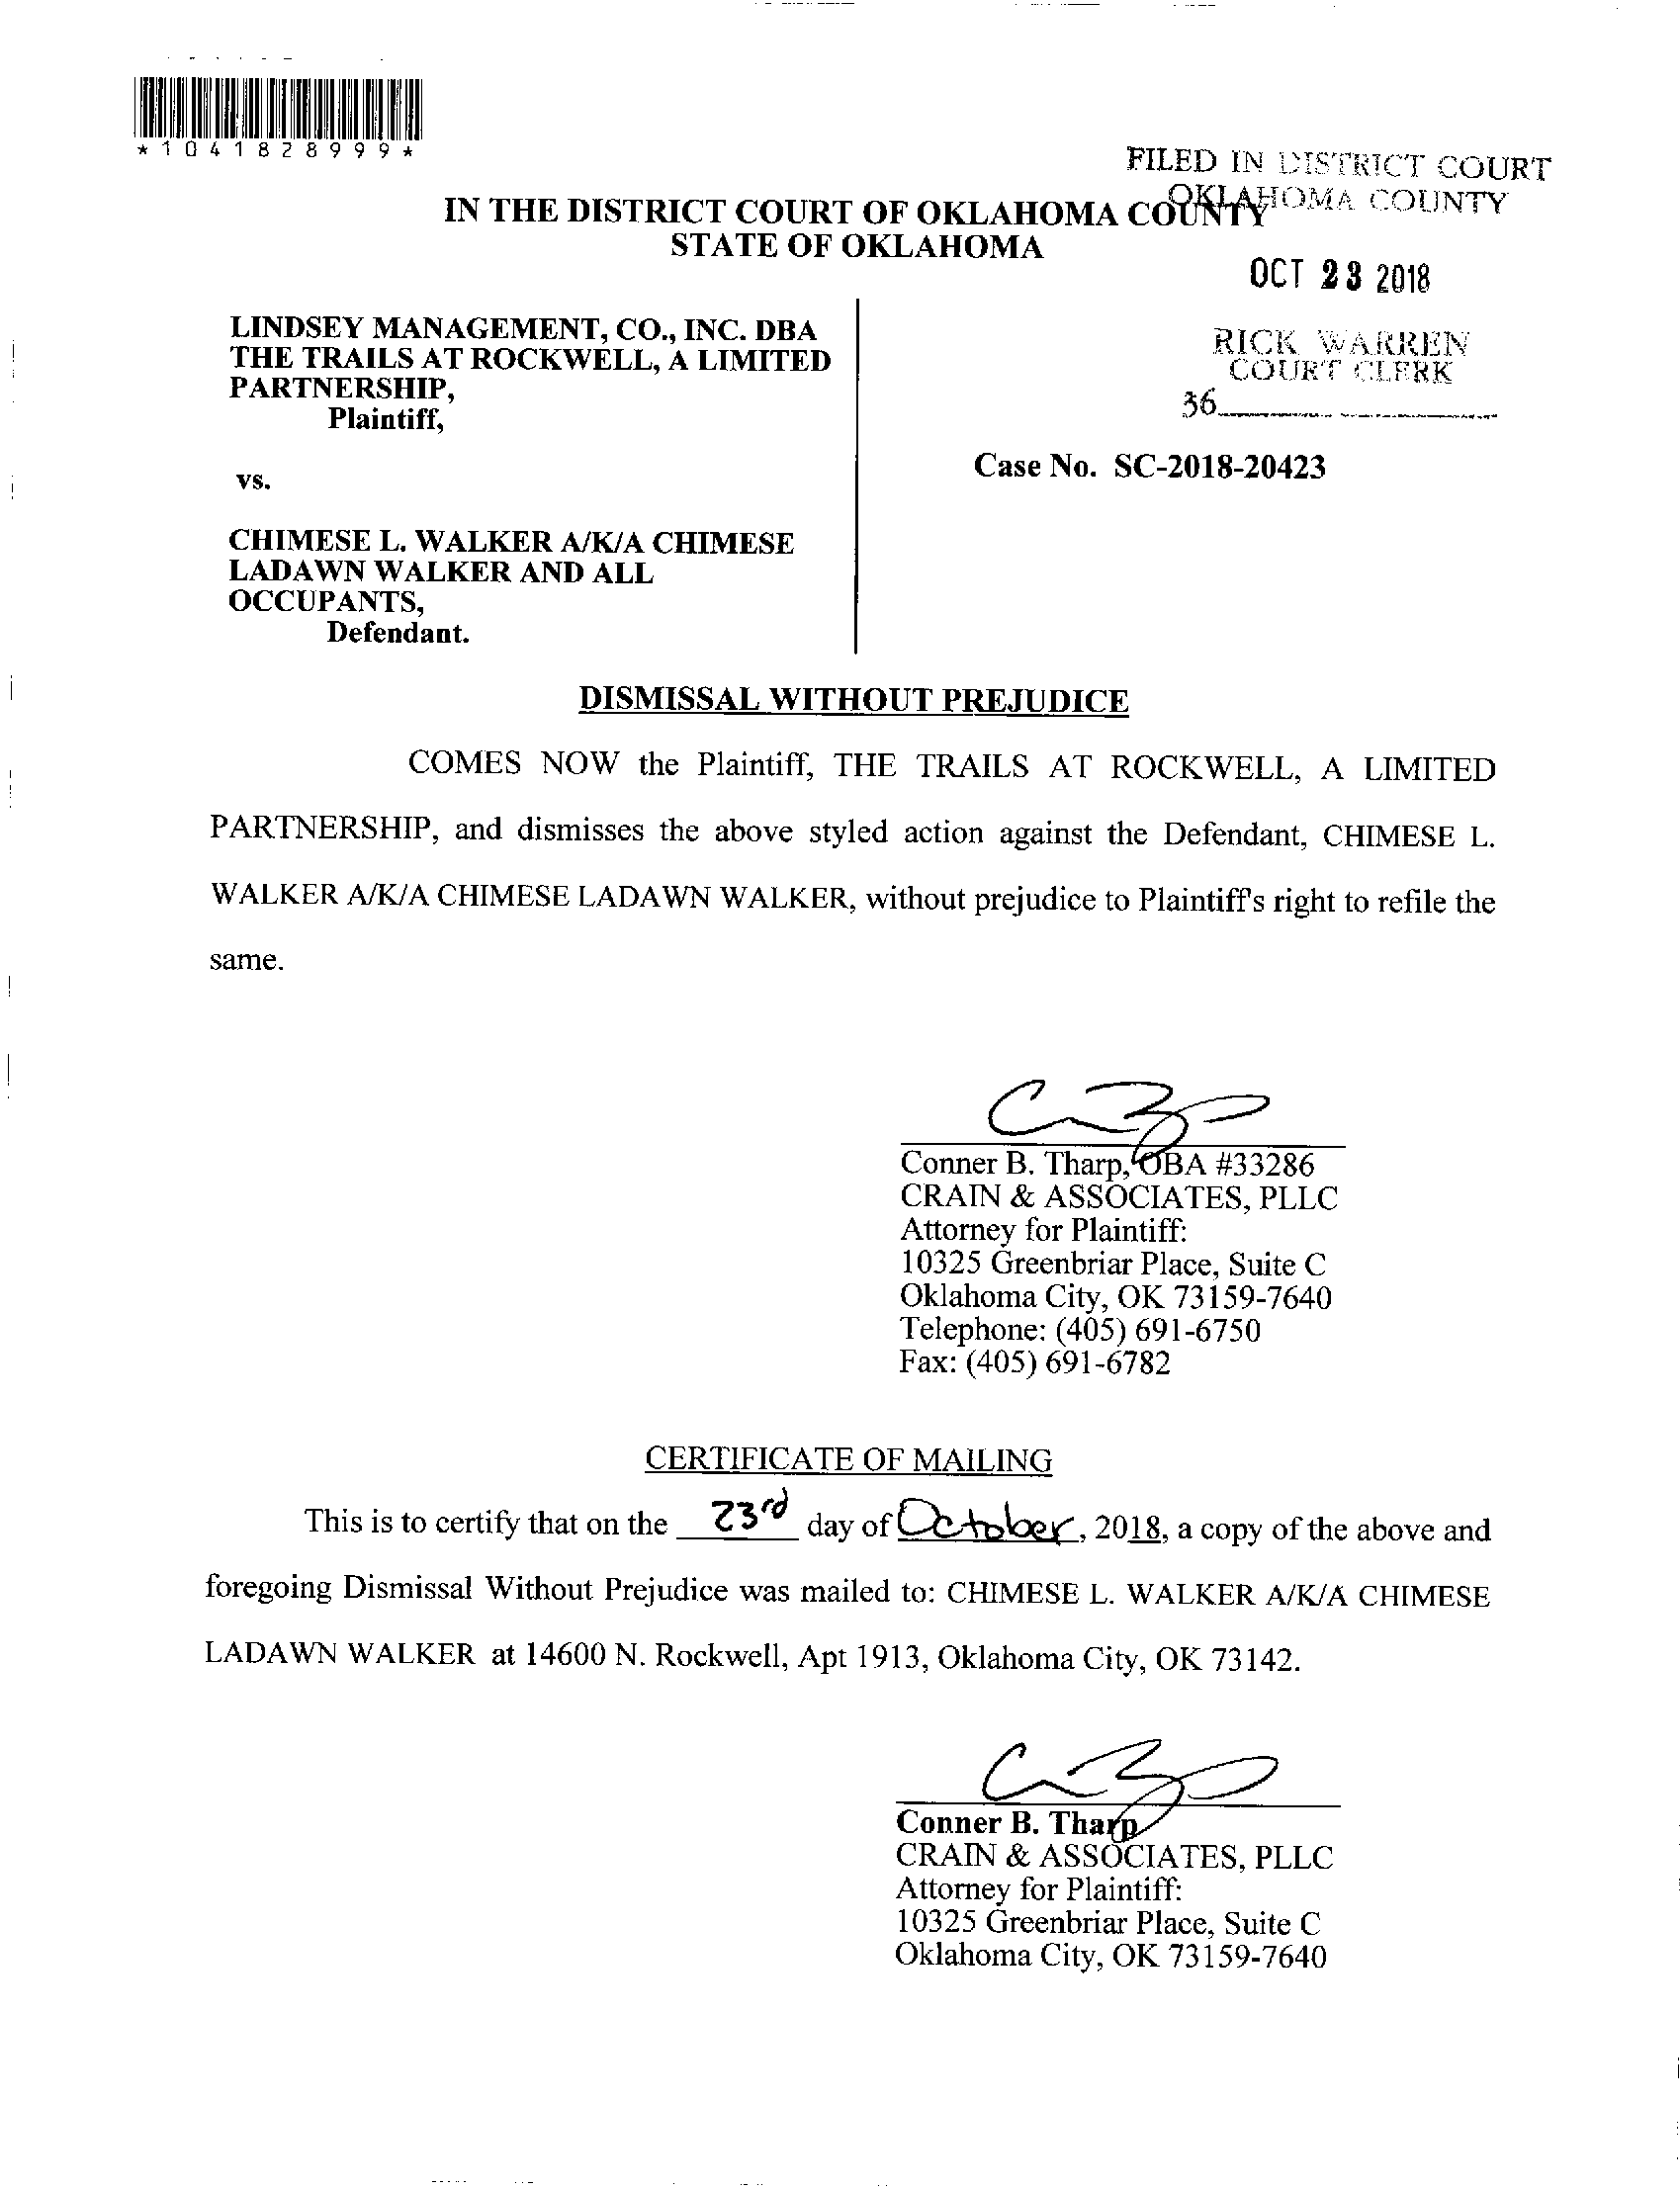 *1041828999*
FILED IN DISTRICT COURT
OKLAHOMA COUNTY
IN THE DISTRICT COURT OF OKLAHOMA COUNTY
STATE OF OKLAHOMA
OCT 23 2018
RICK WARREN
COURT CLERK
36
LINDSEY MANAGEMENT, CO., INC. DBA
THE TRAILS AT ROCKWELL, A LIMITED
PARTNERSHIP,
Plaintiff,
vs.
CHIMESE L. WALKER A/K/A CHIMESE
LADAWN WALKER AND ALL
OCCUPANTS,
Defendant.
Case No. SC-2018-20423
DISMISSAL WITHOUT PREJUDICE
COMES NOW the Plaintiff, THE TRAILS AT ROCKWELL, A LIMITED
PARTNERSHIP, and dismisses the above styled action against the Defendant, CHIMESE L.
WALKER A/K/A CHIMESE LADAWN WALKER, without prejudice to Plaintiff's right to refile the
same.
Conner B. Tharp, OBA #33286
CRAIN & ASSOCIATES, PLLC
Attorney for Plaintiff:
10325 Greenbriar Place, Suite C
Oklahoma City, OK 73159-7640
Telephone: (405) 691-6750
Fax: (405) 691-6782
CERTIFICATE OF MAILING
This is to certify that on the 23rd day of October, 2018, a copy of the above and
foregoing Dismissal Without Prejudice was mailed to: CHIMESE L. WALKER A/K/A CHIMESE
LADAWN WALKER at 14600 N. Rockwell, Apt 1913, Oklahoma City, OK 73142.
Conner B. Tharp
CRAIN & ASSOCIATES, PLLC
Attorney for Plaintiff:
10325 Greenbriar Place, Suite C
Oklahoma City, OK 73159-7640